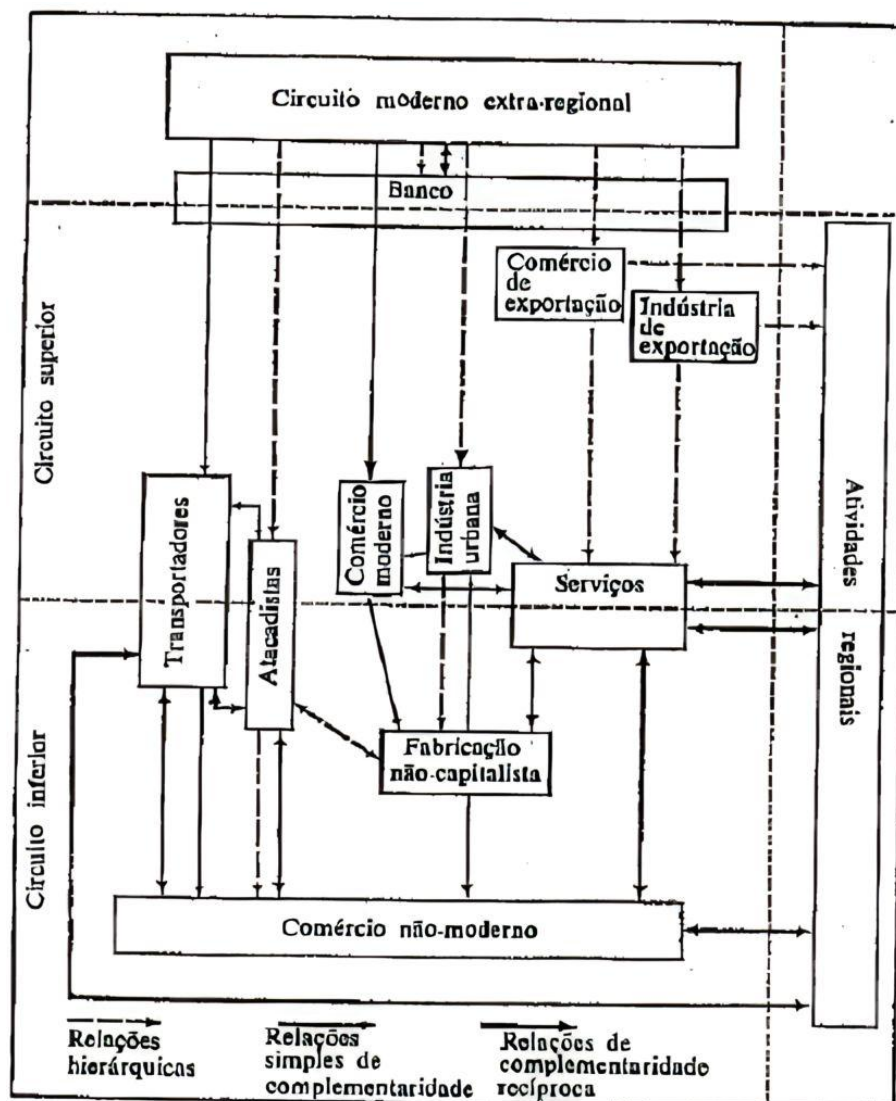 Circuito moderno extra-regional
Banco
Comércio
de
exportação
Indústria
de
exportação
Circuito superior
Transportadores
Atacadistas
Comércio
moderno
Indústria
urbana
Serviços
Atividades
regionais
Circuito inferior
Fabricação
não-capitalista
Comércio não-moderno
Relações
hierárquicas
Relações
simples de
complementaridade
Relações de
complementaridade
recíproca